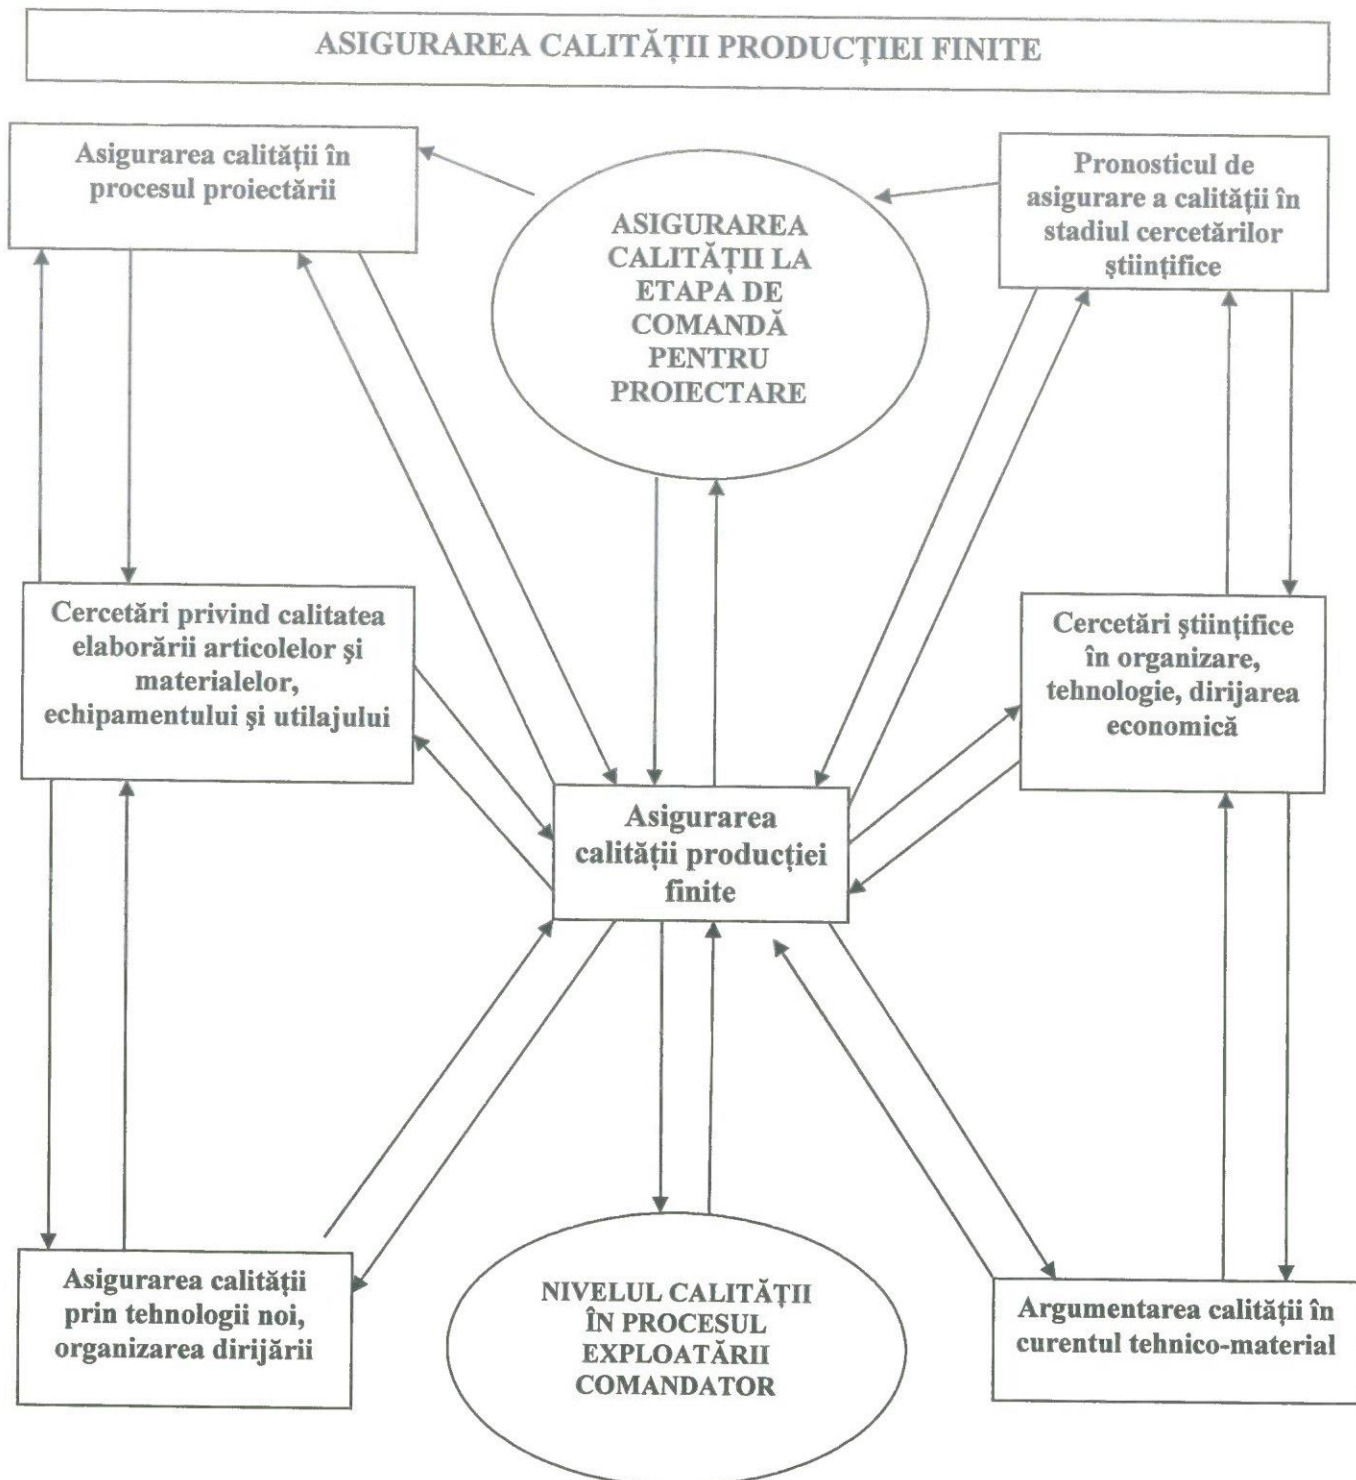 ASIGURAREA CALITĂȚII PRODUCȚIEI FINITE
Asigurarea calității în
procesul proiectării
ASIGURAREA
CALITĂȚII LA
ETAPA DE
COMANDĂ
PENTRU
PROIECTARE
Pronosticul de
asigurare a calității în
stadiul cercetărilor
științifice
Cercetări privind calitatea
elaborării articolelor şi
materialelor,
echipamentului şi utilajului
Cercetări ştiințifice
în organizare,
tehnologie, dirijarea
economică
Asigurarea
calității producției
finite
Asigurarea calității
prin tehnologii noi,
organizarea dirijării
NIVELUL CALITĂȚII
ÎN PROCESUL
EXPLOATĂRII
COMANDATOR
Argumentarea calității în
curentul tehnico-material